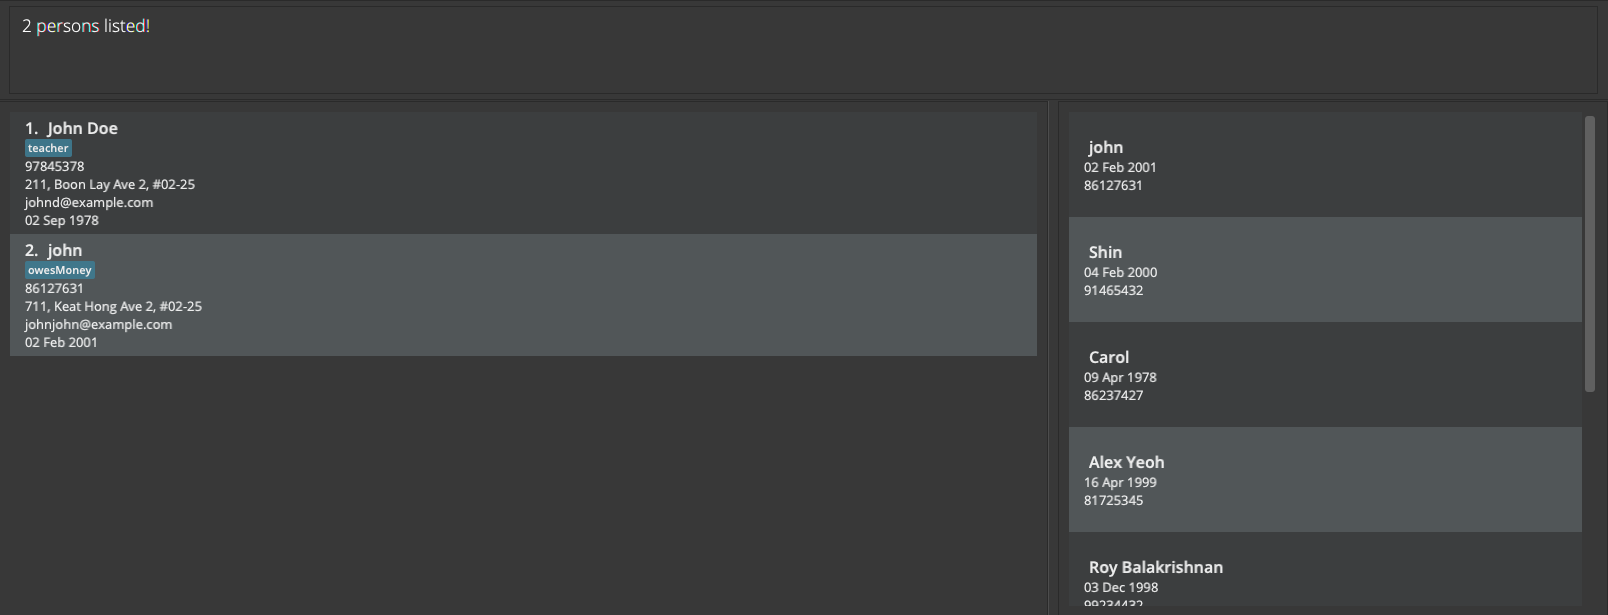 2 persons listed!
1. John Doe
teacher
97845378
211, Boon Lay Ave 2, #02-25
johnd@example.com
02 Sep 1978
2. john
owesMoney
86127631
711, Keat Hong Ave 2, #02-25
johnjohn@example.com
02 Feb 2001
john
02 Feb 2001
86127631
Shin
04 Feb 2000
91465432
Carol
09 Apr 1978
86237427
Alex Yeoh
16 Apr 1999
81725345
Roy Balakrishnan
03 Dec 1998
99234432